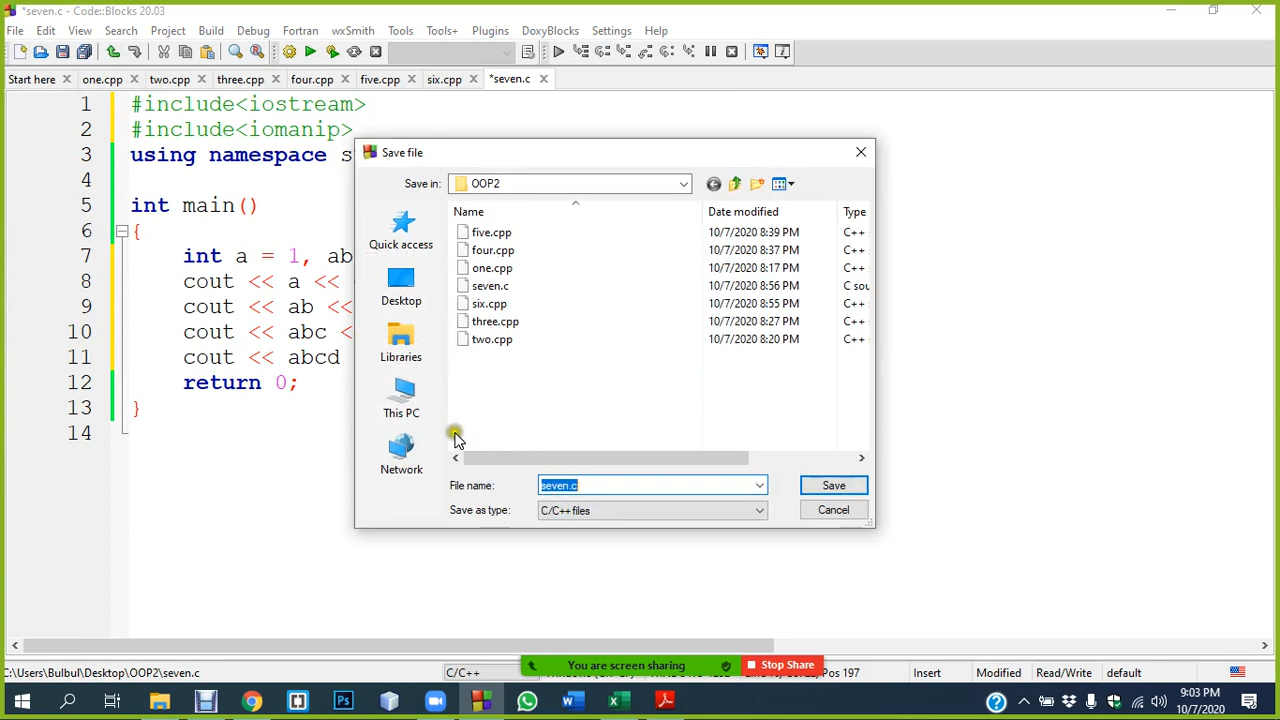 *seven.c - Code::Blocks 20.03
File Edit View Search Project Build Debug Fortran wxSmith Tools Tools+ Plugins DoxyBlocks Settings Help
Start here one.cpp two.cpp three.cpp four.cpp five.cpp six.cpp *seven.c
1 #include<iostream>
2 #include<iomanip>
3 using namespace s
4
5 int main()
6 {
7 int a = 1, ab
8 cout << a <<
9 cout << ab <<
10 cout << abc <
11 cout << abcd
12 return 0;
13 }
14
Save file
Save in: OOP2
Quick access
Desktop
Libraries
This PC
Network
Name Date modified Type
five.cpp 10/7/2020 8:39 PM C++
four.cpp 10/7/2020 8:37 PM C++
one.cpp 10/7/2020 8:17 PM C++
seven.c 10/7/2020 8:56 PM C sou
six.cpp 10/7/2020 8:55 PM C++
three.cpp 10/7/2020 8:27 PM C++
two.cpp 10/7/2020 8:20 PM C++
File name: seven.c Save
Save as type: C/C++ files Cancel
You are screen sharing Stop Share
C:\Users\Bulbul\Desktop\OOP2\seven.c C/C++ Pos 197 Insert Modified Read/Write default
9:03 PM
10/7/2020